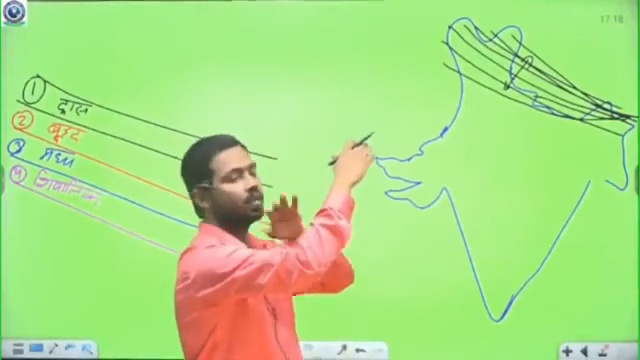 17:18
1 ट्रांस
2 वृहद
3 मध्य
4 शिवालिक